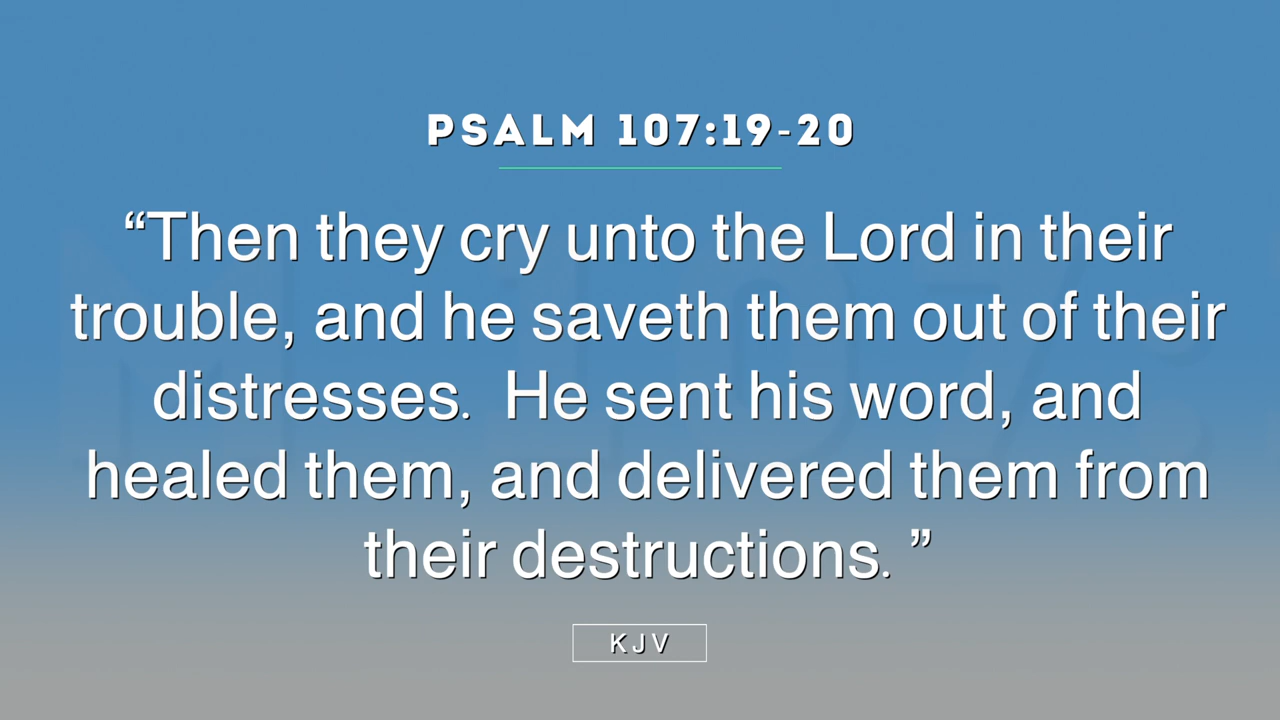 PSALM 107:19-20
“Then they cry unto the Lord in their
trouble, and he saveth them out of their
distresses.  He sent his word, and
healed them, and delivered them from
their destructions. ”
KJV